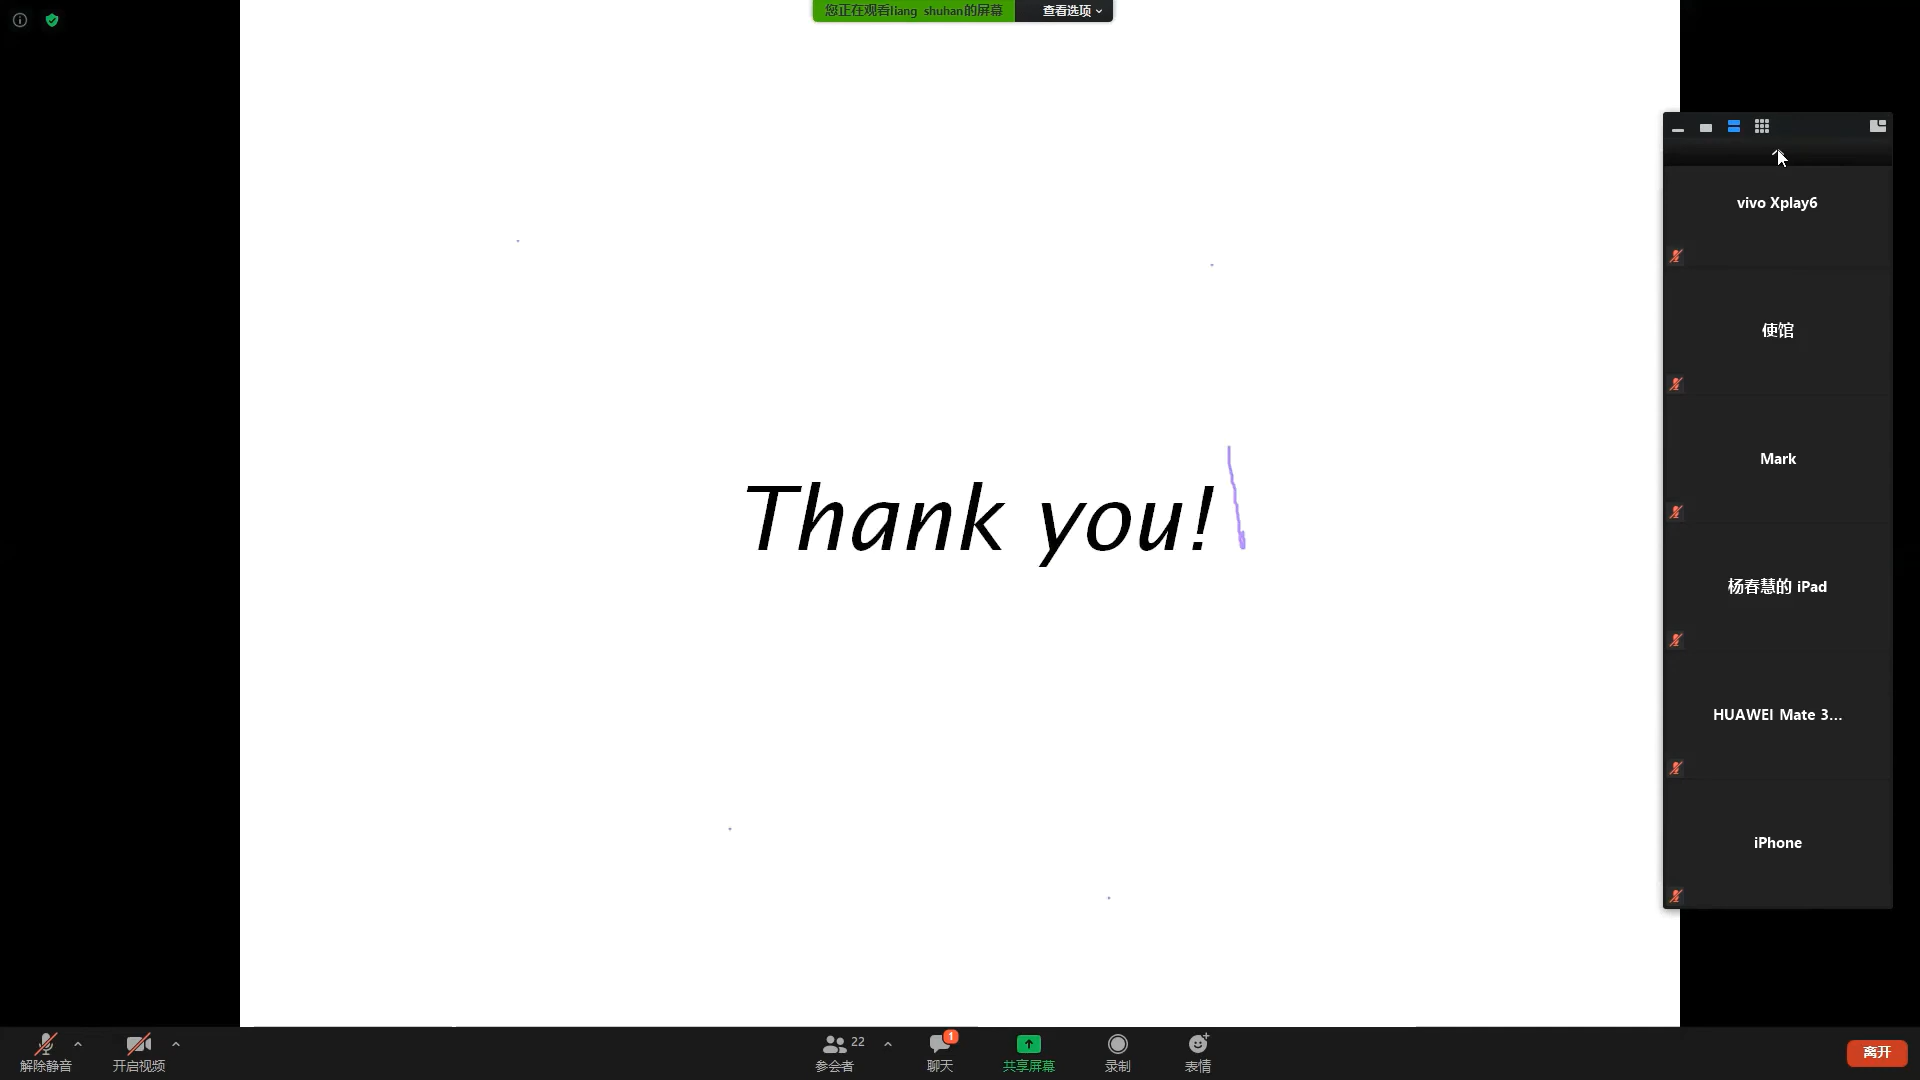 您正在观看liang shuhan的屏幕
查看选项
vivo Xplay6
使馆
Mark
杨春慧的 iPad
HUAWEI Mate 3...
iPhone
Thank you!
解除静音
开启视频
22
参会者
1
聊天
共享屏幕
录制
表情
离开